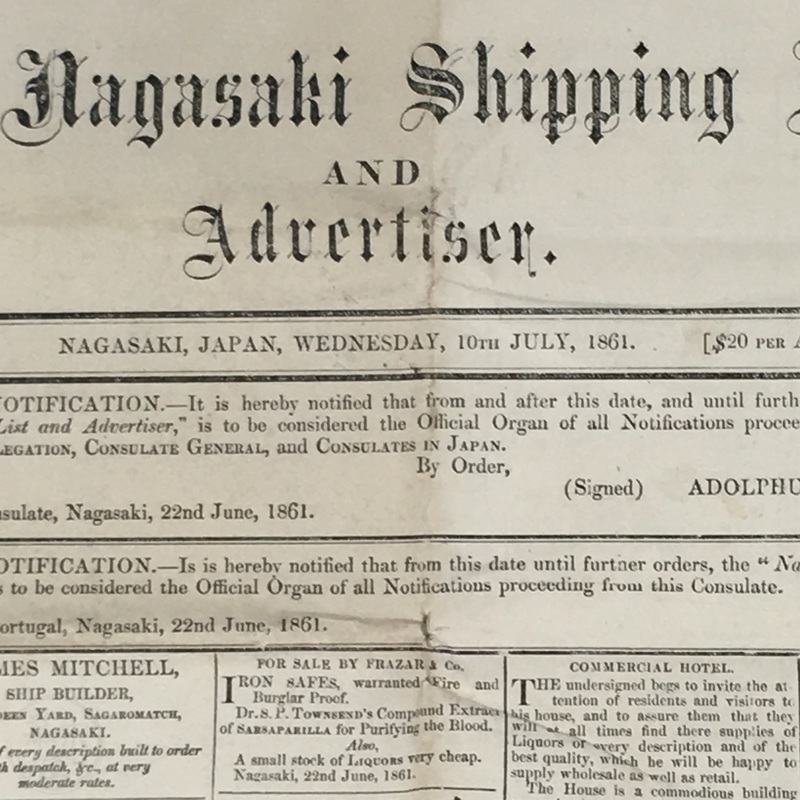 Nagasaki Shipping
AND
Advertiser.
NAGASAKI, JAPAN, WEDNESDAY, 10TH JULY, 1861. [$20 PER A
NOTIFICATION.—It is hereby notified that from and after this date, and until furth
List and Advertiser," is to be considered the Official Organ of all Notifications procee
LEGATION, CONSULATE GENERAL, and CONSULATES IN JAPAN.
By Order,
(Signed) ADOLPHU
nsulate, Nagasaki, 22nd June, 1861.
OTIFICATION.—Is is hereby notified that from this date until further orders, the " Na
s to be considered the Official Organ of all Notifications proceeding from this Consulate.
ortugal, Nagasaki, 22nd June, 1861.
MES MITCHELL,
SHIP BUILDER,
DEEN YARD, SAGAROMATCH,
NAGASAKI.
f every description built to order
th despatch, &c., at very
moderate rates.
FOR SALE BY FRAZAR & Co.
IRON SAFES, warranted Fire and
Burglar Proof.
Dr. S. P. TOWNSEND'S Compound Extract
of SARSAPARILLA for Purifying the Blood.
Also,
A small stock of LIQUORS very cheap.
Nagasaki, 22nd June, 1861.
COMMERCIAL HOTEL.
THE undersigned begs to invite the at-
tention of residents and visitors to
his house, and to assure them that they
will at all times find there supplies of
Liquors of every description and of the
best quality, which he will be happy to
supply wholesale as well as retail.
The House is a commodious building